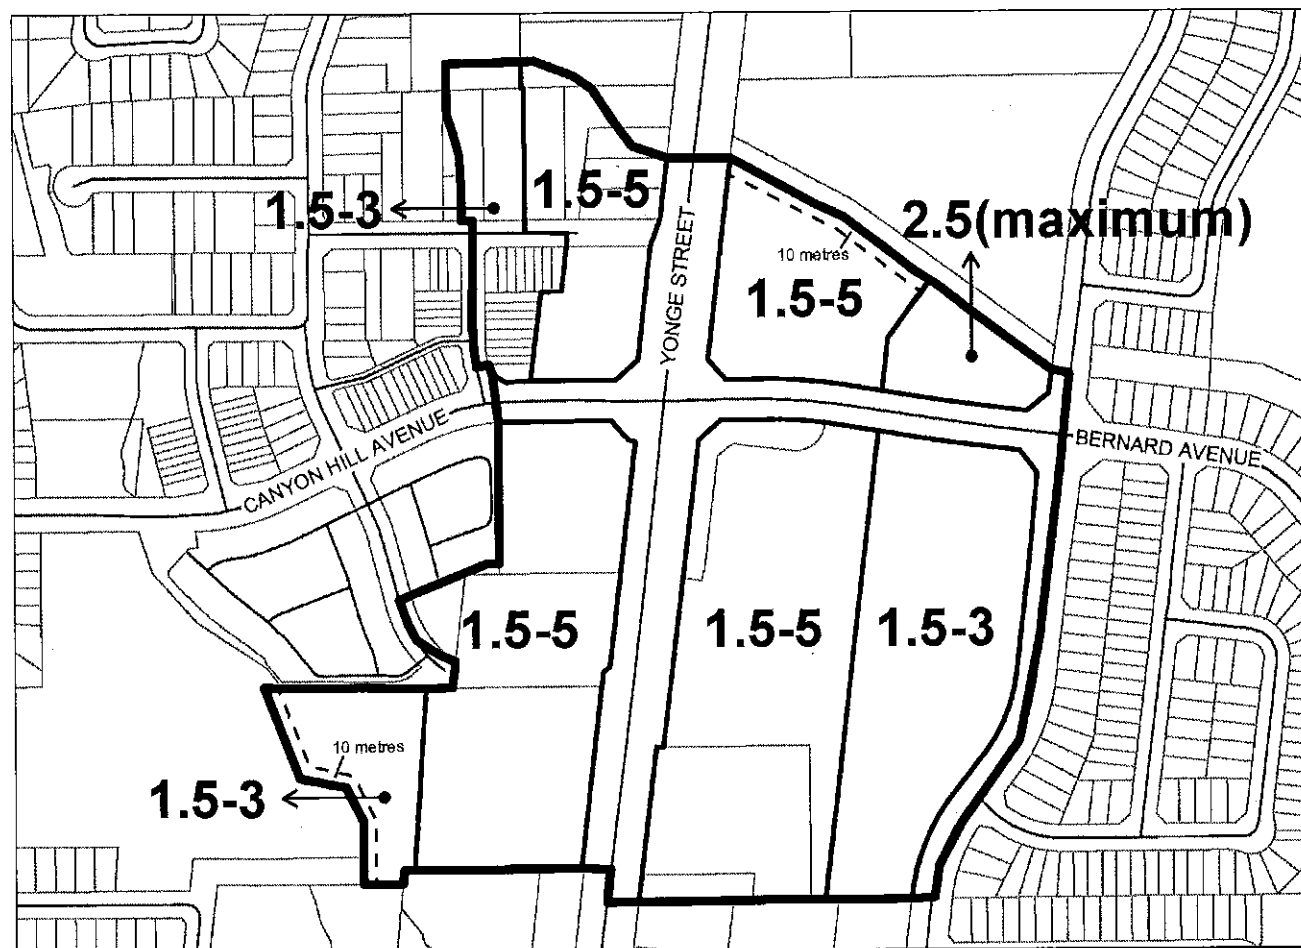 1.5-3
1.5-5
YONGE STREET
2.5(maximum)
10 metres
1.5-5
CANYON HILL AVENUE
BERNARD AVENUE
1.5-5
1.5-5
1.5-3
10 metres
1.5-3